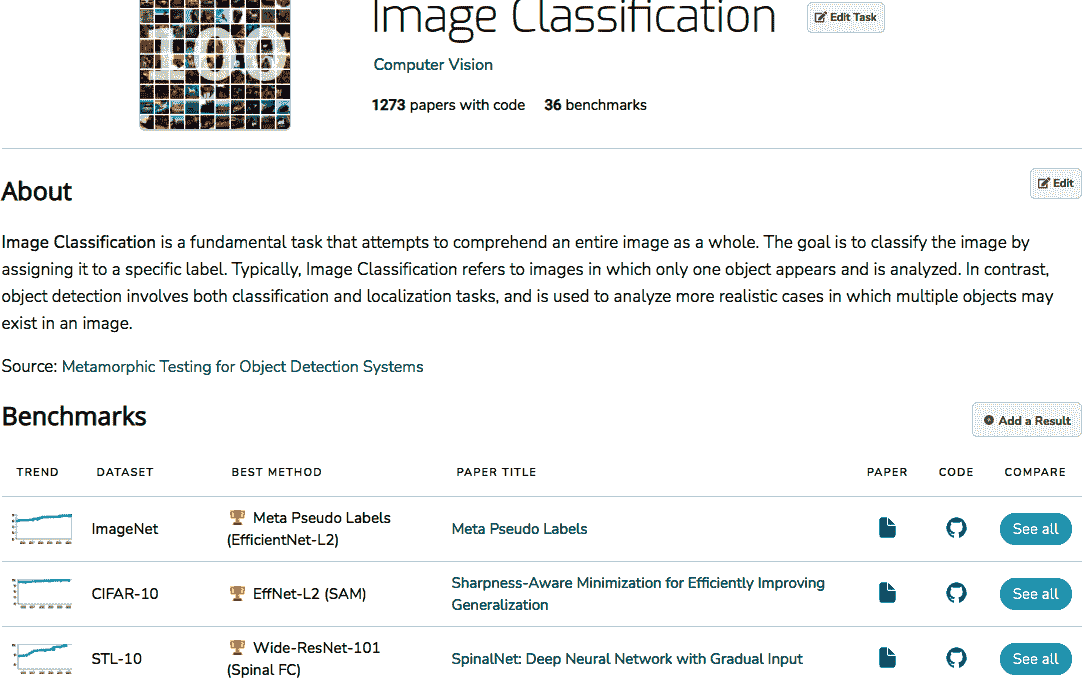 Image Classification
Edit Task
100
Computer Vision
1273 papers with code 36 benchmarks
About
Edit
Image Classification is a fundamental task that attempts to comprehend an entire image as a whole. The goal is to classify the image by
assigning it to a specific label. Typically, Image Classification refers to images in which only one object appears and is analyzed. In contrast,
object detection involves both classification and localization tasks, and is used to analyze more realistic cases in which multiple objects may
exist in an image.
Source: Metamorphic Testing for Object Detection Systems
Benchmarks
Add a Result
TREND DATASET BEST METHOD PAPER TITLE PAPER CODE COMPARE
ImageNet
Meta Pseudo Labels
(EfficientNet-L2)
Meta Pseudo Labels
See all
CIFAR-10
EffNet-L2 (SAM)
Sharpness-Aware Minimization for Efficiently Improving
Generalization
See all
STL-10
Wide-ResNet-101
(Spinal FC)
SpinalNet: Deep Neural Network with Gradual Input
See all